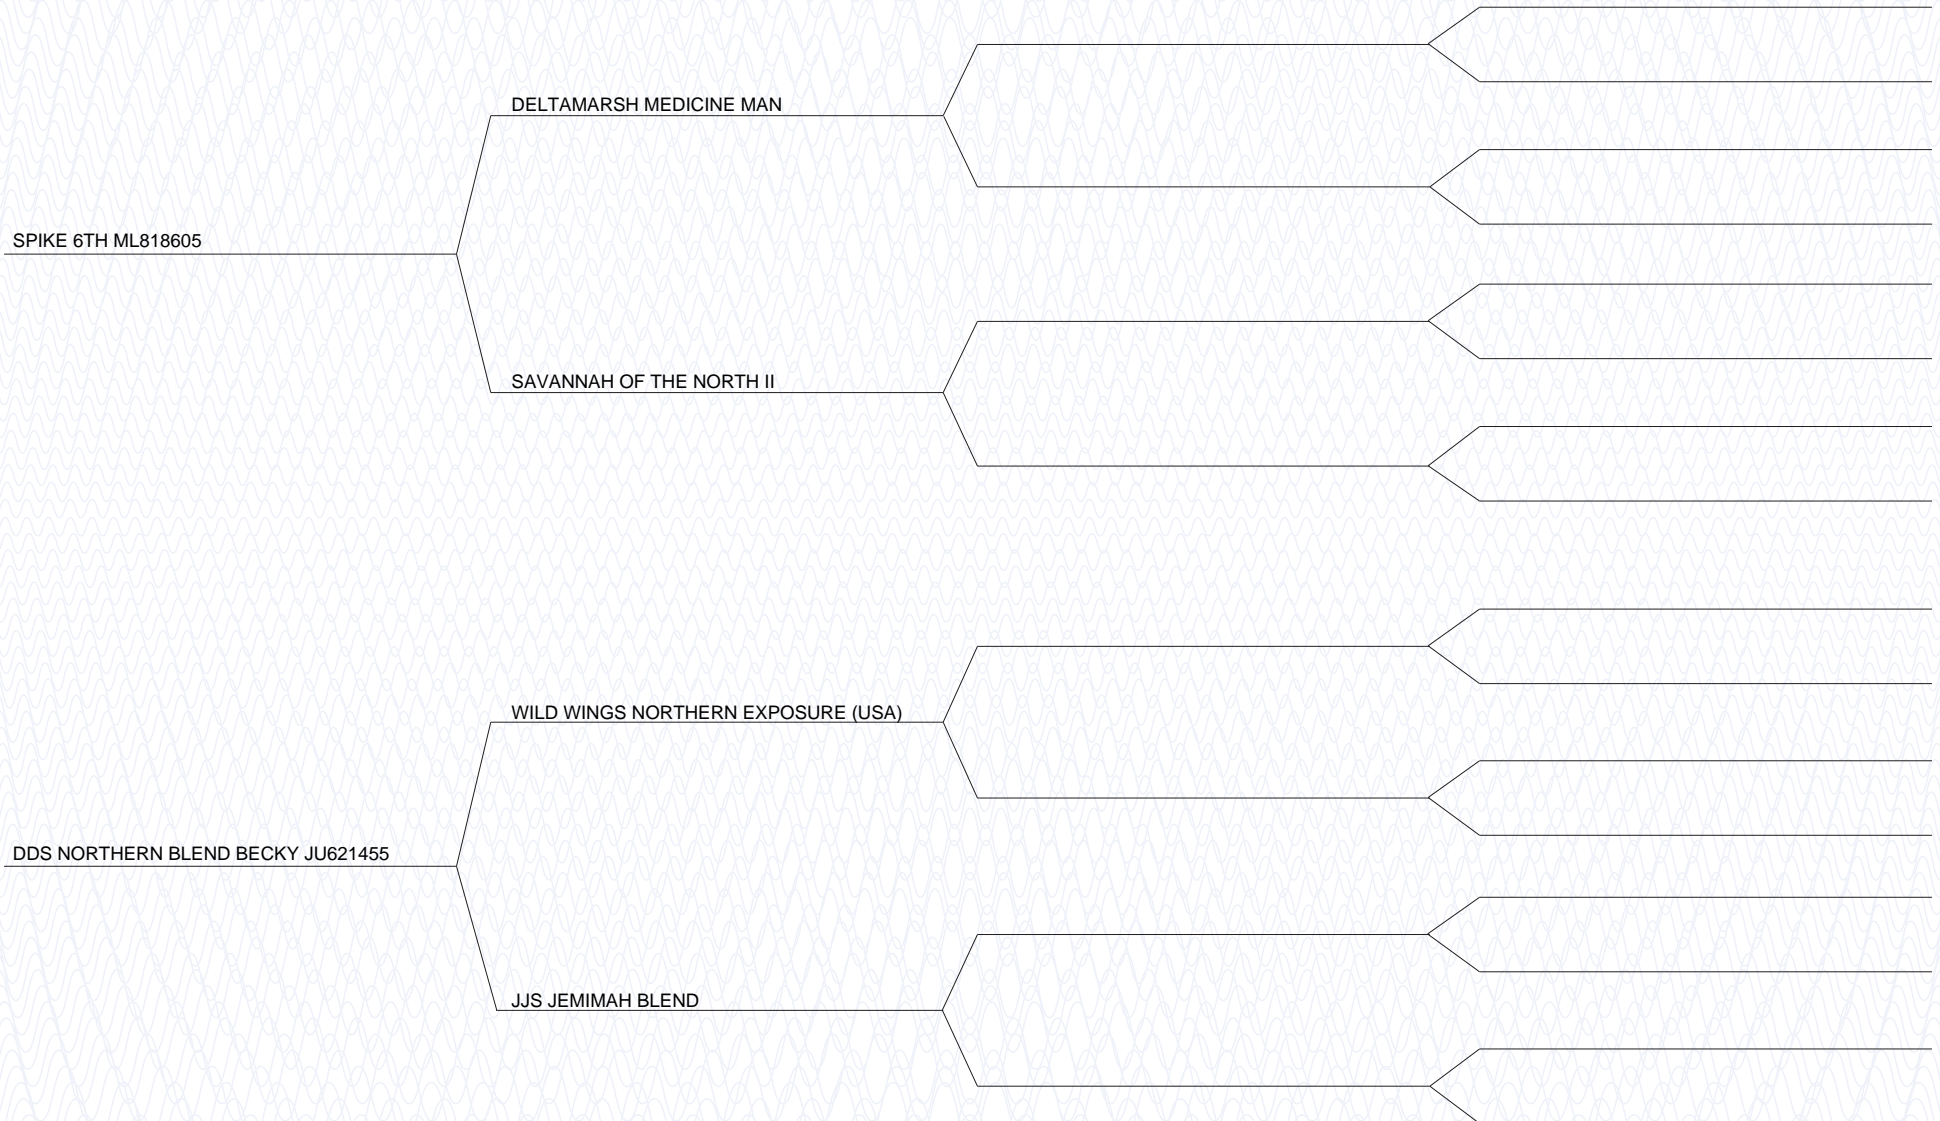 DELTAMARSH MEDICINE MAN
SPIKE 6TH ML818605
SAVANNAH OF THE NORTH II
WILD WINGS NORTHERN EXPOSURE (USA)
DDS NORTHERN BLEND BECKY JU621455
JJS JEMIMAH BLEND